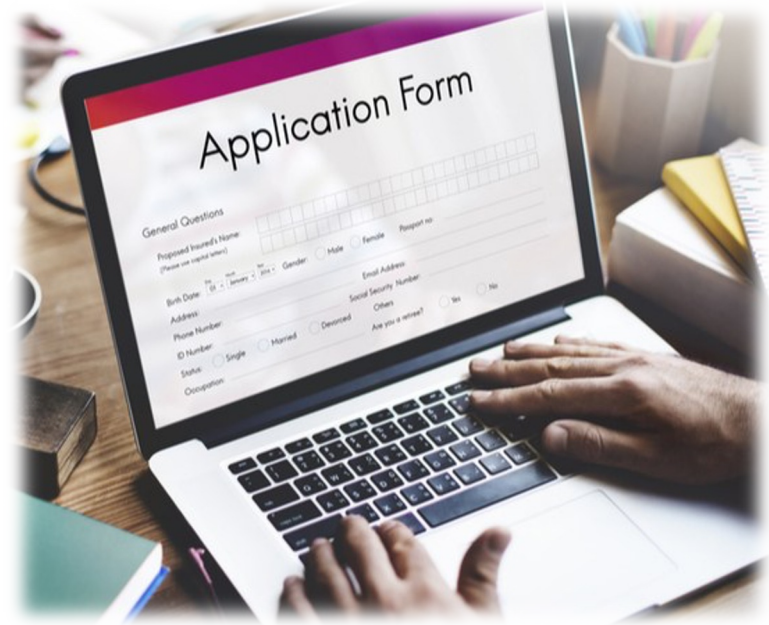 Application Form
General Questions
Proposed Insured's Name:
(Please use capital letters)
Birth Date: Gender: Male Female Passport no:
01 January
Address: Email Address
Phone Number: Social Security Number:
ID Number: Others
Status: Single Married Devorced Are you a retiree? Yes No
Occupation: